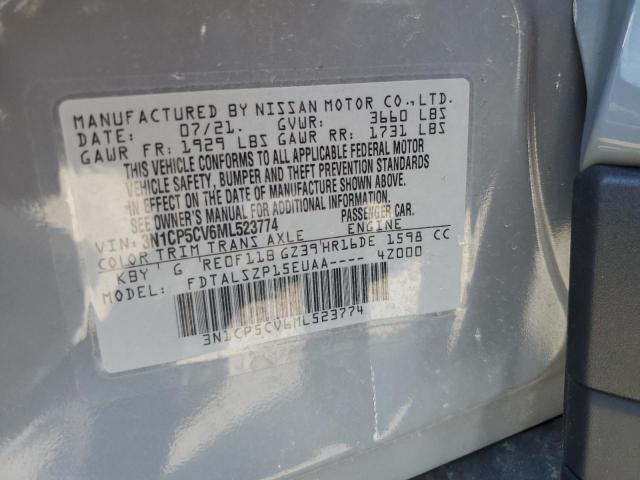 MANUFACTURED BY NISSAN MOTOR CO.,LTD.
DATE: 07/21. GVWR: 3660 LBS
GAWR FR: 1929 LBS GAWR RR: 1731 LBS
THIS VEHICLE CONFORMS TO ALL APPLICABLE FEDERAL MOTOR
VEHICLE SAFETY, BUMPER AND THEFT PREVENTION STANDARDS
IN EFFECT ON THE DATE OF MANUFACTURE SHOWN ABOVE.
SEE OWNER'S MANUAL FOR ADDITIONAL INFORMATION.
VIN: 3N1CP5CV6ML523774 PASSENGER CAR.
COLOR TRIM TRANS AXLE ENGINE
KBY G RE0F11B GZ39 HR16DE 1598 CC
MODEL: FDTALSZP15EUAA---- 4Z000
3N1CP5CV6ML523774